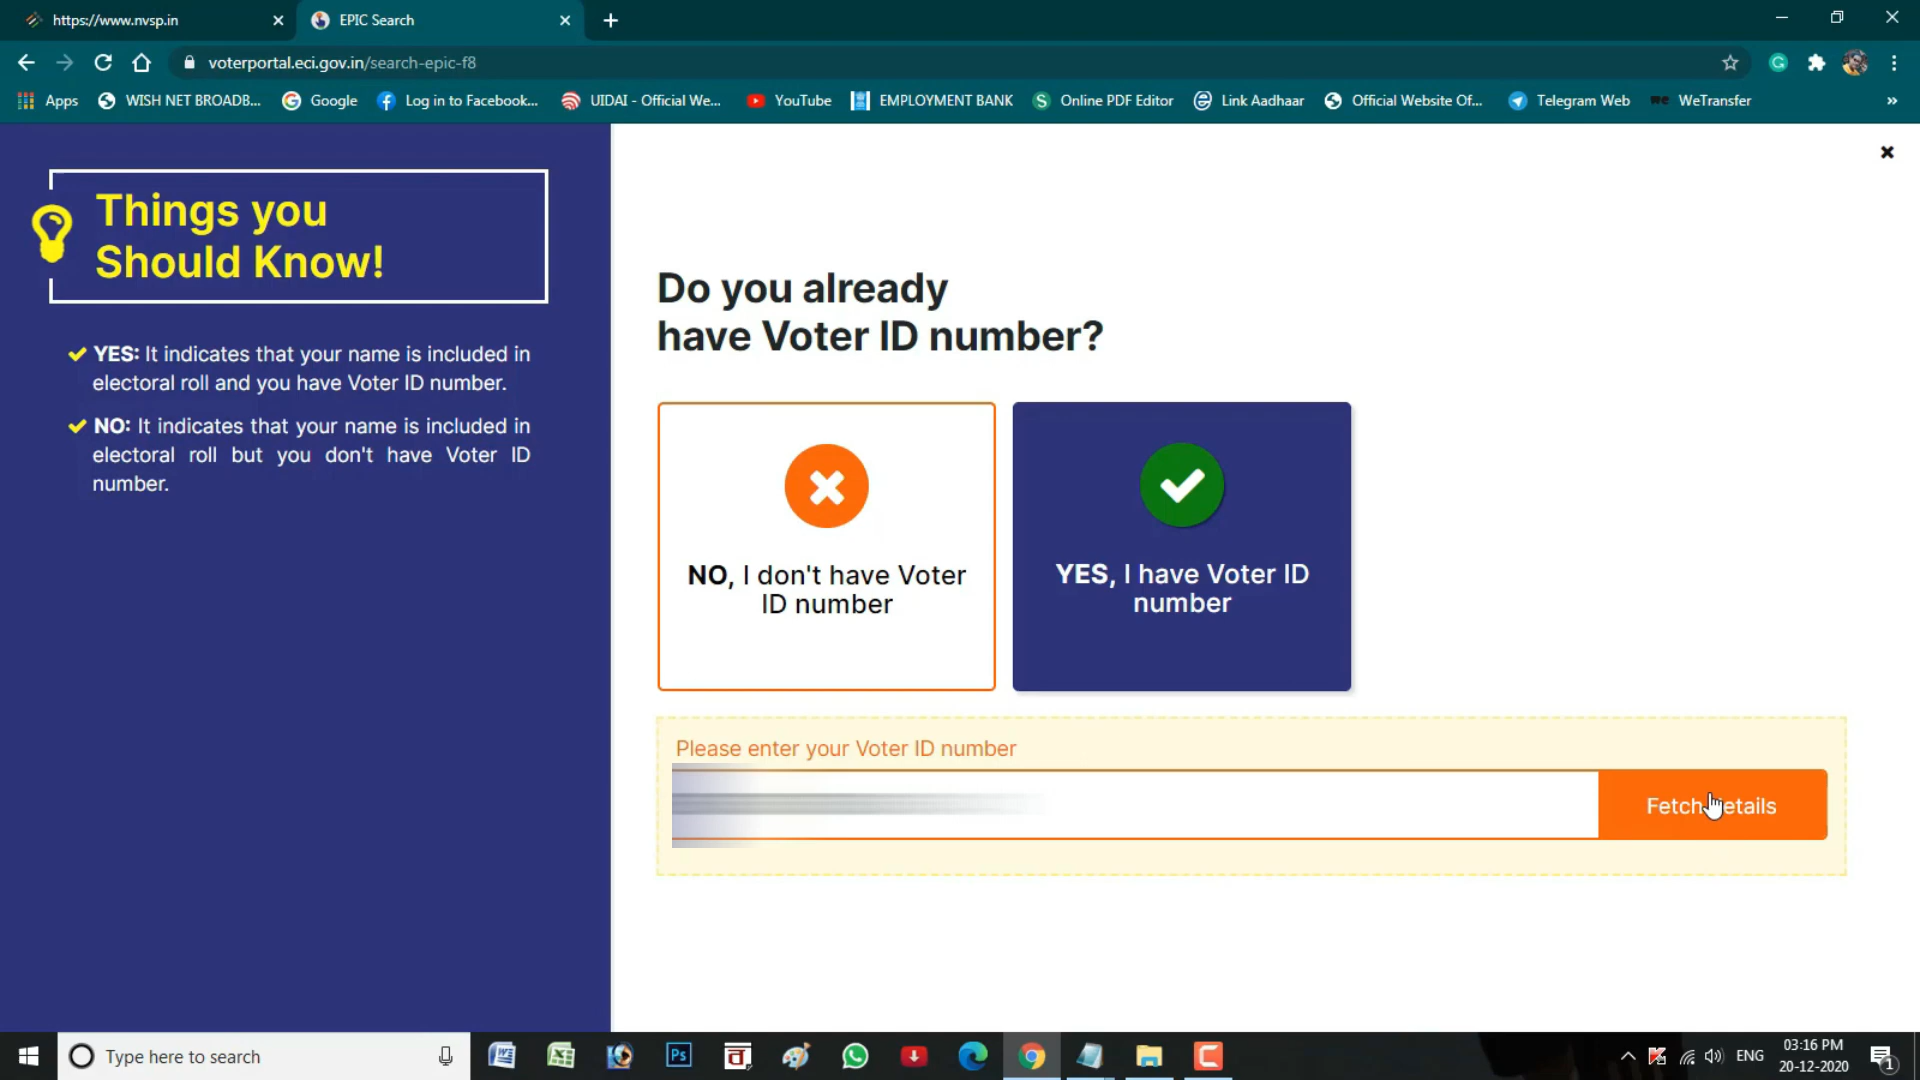 https://www.nvsp.in
EPIC Search
voterportal.eci.gov.in/search-epic-f8
Apps
WISH NET BROADB...
Google
Log in to Facebook...
UIDAI - Official We...
YouTube
EMPLOYMENT BANK
Online PDF Editor
Link Aadhaar
Official Website Of...
Telegram Web
WeTransfer
Things you
Should Know!
YES: It indicates that your name is included in
electoral roll and you have Voter ID number.
NO: It indicates that your name is included in
electoral roll but you don't have Voter ID
number.
Do you already
have Voter ID number?
NO, I don't have Voter
ID number
YES, I have Voter ID
number
Please enter your Voter ID number
Fetch Details
Type here to search
Ps
ENG
03:16 PM
20-12-2020
1